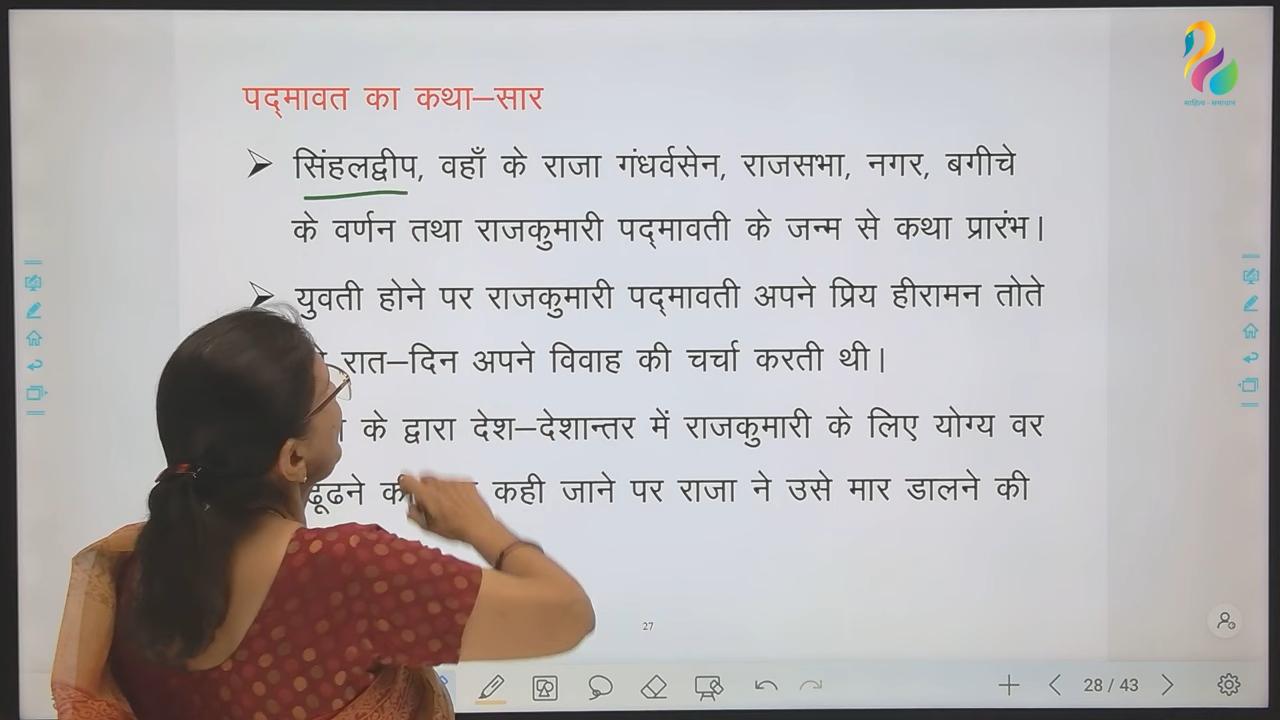 पद्मावत का कथा–सार
सिंहलद्वीप, वहाँ के राजा गंधर्वसेन, राजसभा, नगर, बगीचे
के वर्णन तथा राजकुमारी पद्मावती के जन्म से कथा प्रारंभ।
युवती होने पर राजकुमारी पद्मावती अपने प्रिय हीरामन तोते
रात–दिन अपने विवाह की चर्चा करती थी।
के द्वारा देश–देशान्तर में राजकुमारी के लिए योग्य वर
ढूढने कही जाने पर राजा ने उसे मार डालने की
27
28 / 43
साहित्य - समाधान